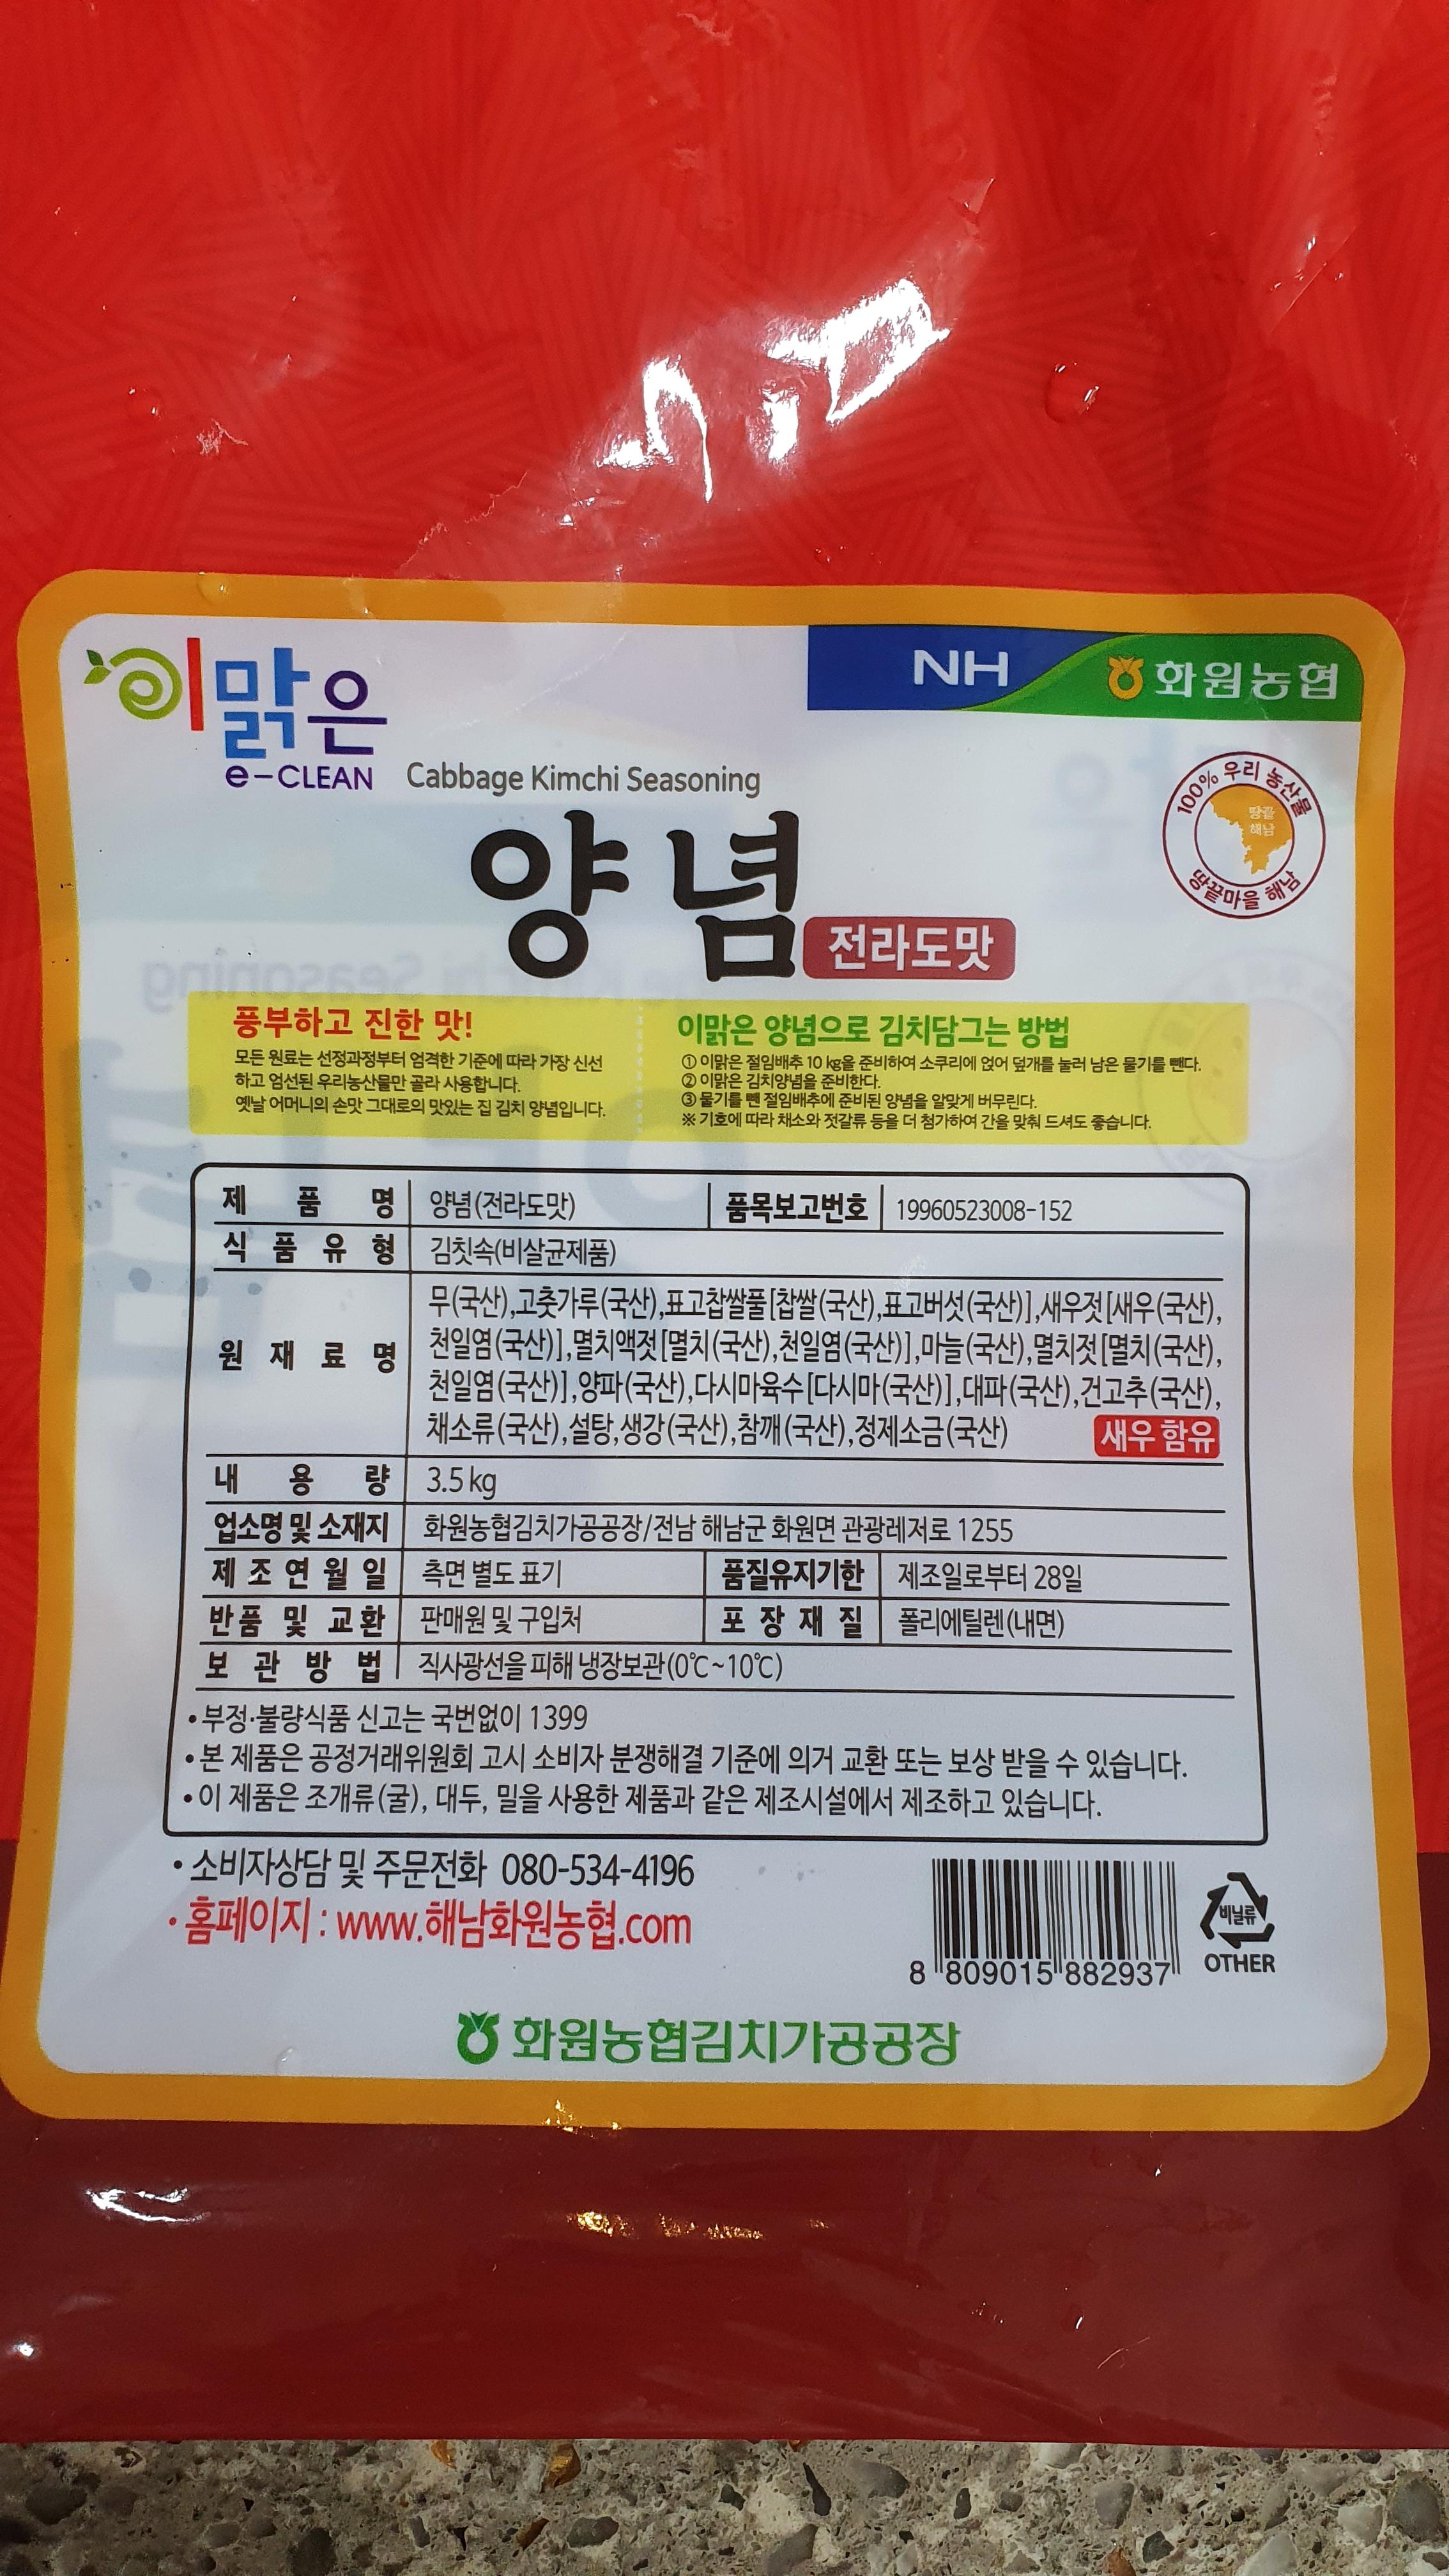 이맑은
e-CLEAN
NH 화원농협
Cabbage Kimchi Seasoning
100% 우리 농산물
땅끝
해남
땅끝마을 해남
양념
전라도맛
풍부하고 진한 맛!
모든 원료는 선정과정부터 엄격한 기준에 따라 가장 신선
하고 엄선된 우리농산물만 골라 사용합니다.
옛날 어머니의 손맛 그대로의 맛있는 집 김치 양념입니다.
이맑은 양념으로 김치담그는 방법
① 이맑은 절임배추 10 kg을 준비하여 소쿠리에 얹어 덮개를 눌러 남은 물기를 뺀다.
② 이맑은 김치양념을 준비한다.
③ 물기를 뺀 절임배추에 준비된 양념을 알맞게 버무린다.
※ 기호에 따라 채소와 젓갈류 등을 더 첨가하여 간을 맞춰 드셔도 좋습니다.
제 품 명 양념(전라도맛) 품목보고번호 19960523008-152
식 품 유 형 김칫속(비살균제품)
원 재 료 명
무(국산),고춧가루(국산),표고찹쌀풀[찹쌀(국산),표고버섯(국산)],새우젓[새우(국산),
천일염(국산)],멸치액젓[멸치(국산),천일염(국산)],마늘(국산),멸치젓[멸치(국산),
천일염(국산)],양파(국산),다시마육수[다시마(국산)],대파(국산),건고추(국산),
채소류(국산),설탕,생강(국산),참깨(국산),정제소금(국산) 새우 함유
내 용 량 3.5 kg
업소명 및 소재지 화원농협김치가공공장/전남 해남군 화원면 관광레저로 1255
제 조 연 월 일 측면 별도 표기 품질유지기한 제조일로부터 28일
반품 및 교환 판매원 및 구입처 포 장 재 질 폴리에틸렌(내면)
보 관 방 법 직사광선을 피해 냉장보관(0℃~10℃)
• 부정·불량식품 신고는 국번없이 1399
• 본 제품은 공정거래위원회 고시 소비자 분쟁해결 기준에 의거 교환 또는 보상 받을 수 있습니다.
• 이 제품은 조개류(굴), 대두, 밀을 사용한 제품과 같은 제조시설에서 제조하고 있습니다.
• 소비자상담 및 주문전화 080-534-4196
• 홈페이지 : www.해남화원농협.com
8 809015 882937
비닐류
OTHER
화원농협김치가공공장